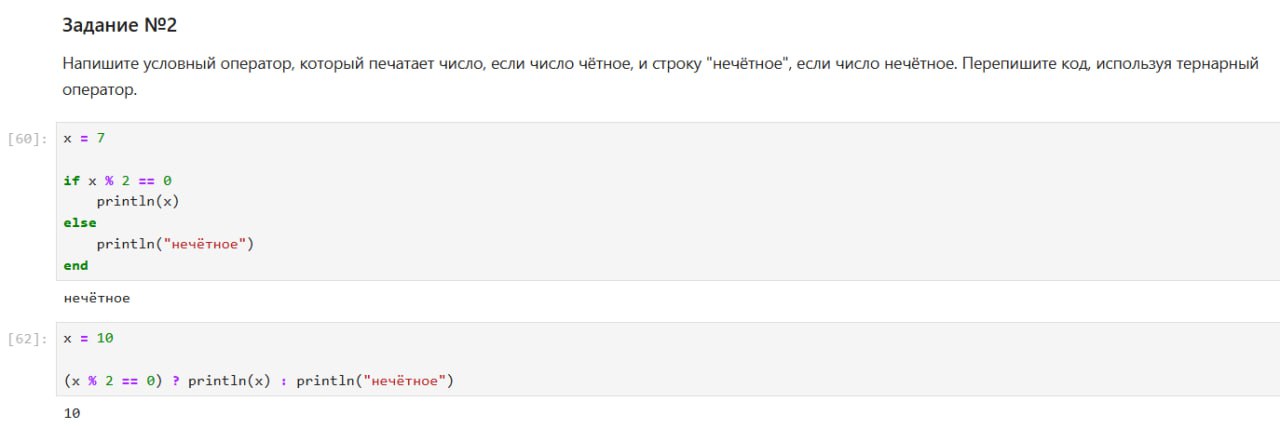 Задание №2
Напишите условный оператор, который печатает число, если число чётное, и строку "нечётное", если число нечётное. Перепишите код, используя тернарный
оператор.
[60]: x = 7
if x % 2 == 0
    println(x)
else
    println("нечётное")
end
нечётное
[62]: x = 10
(x % 2 == 0) ? println(x) : println("нечётное")
10